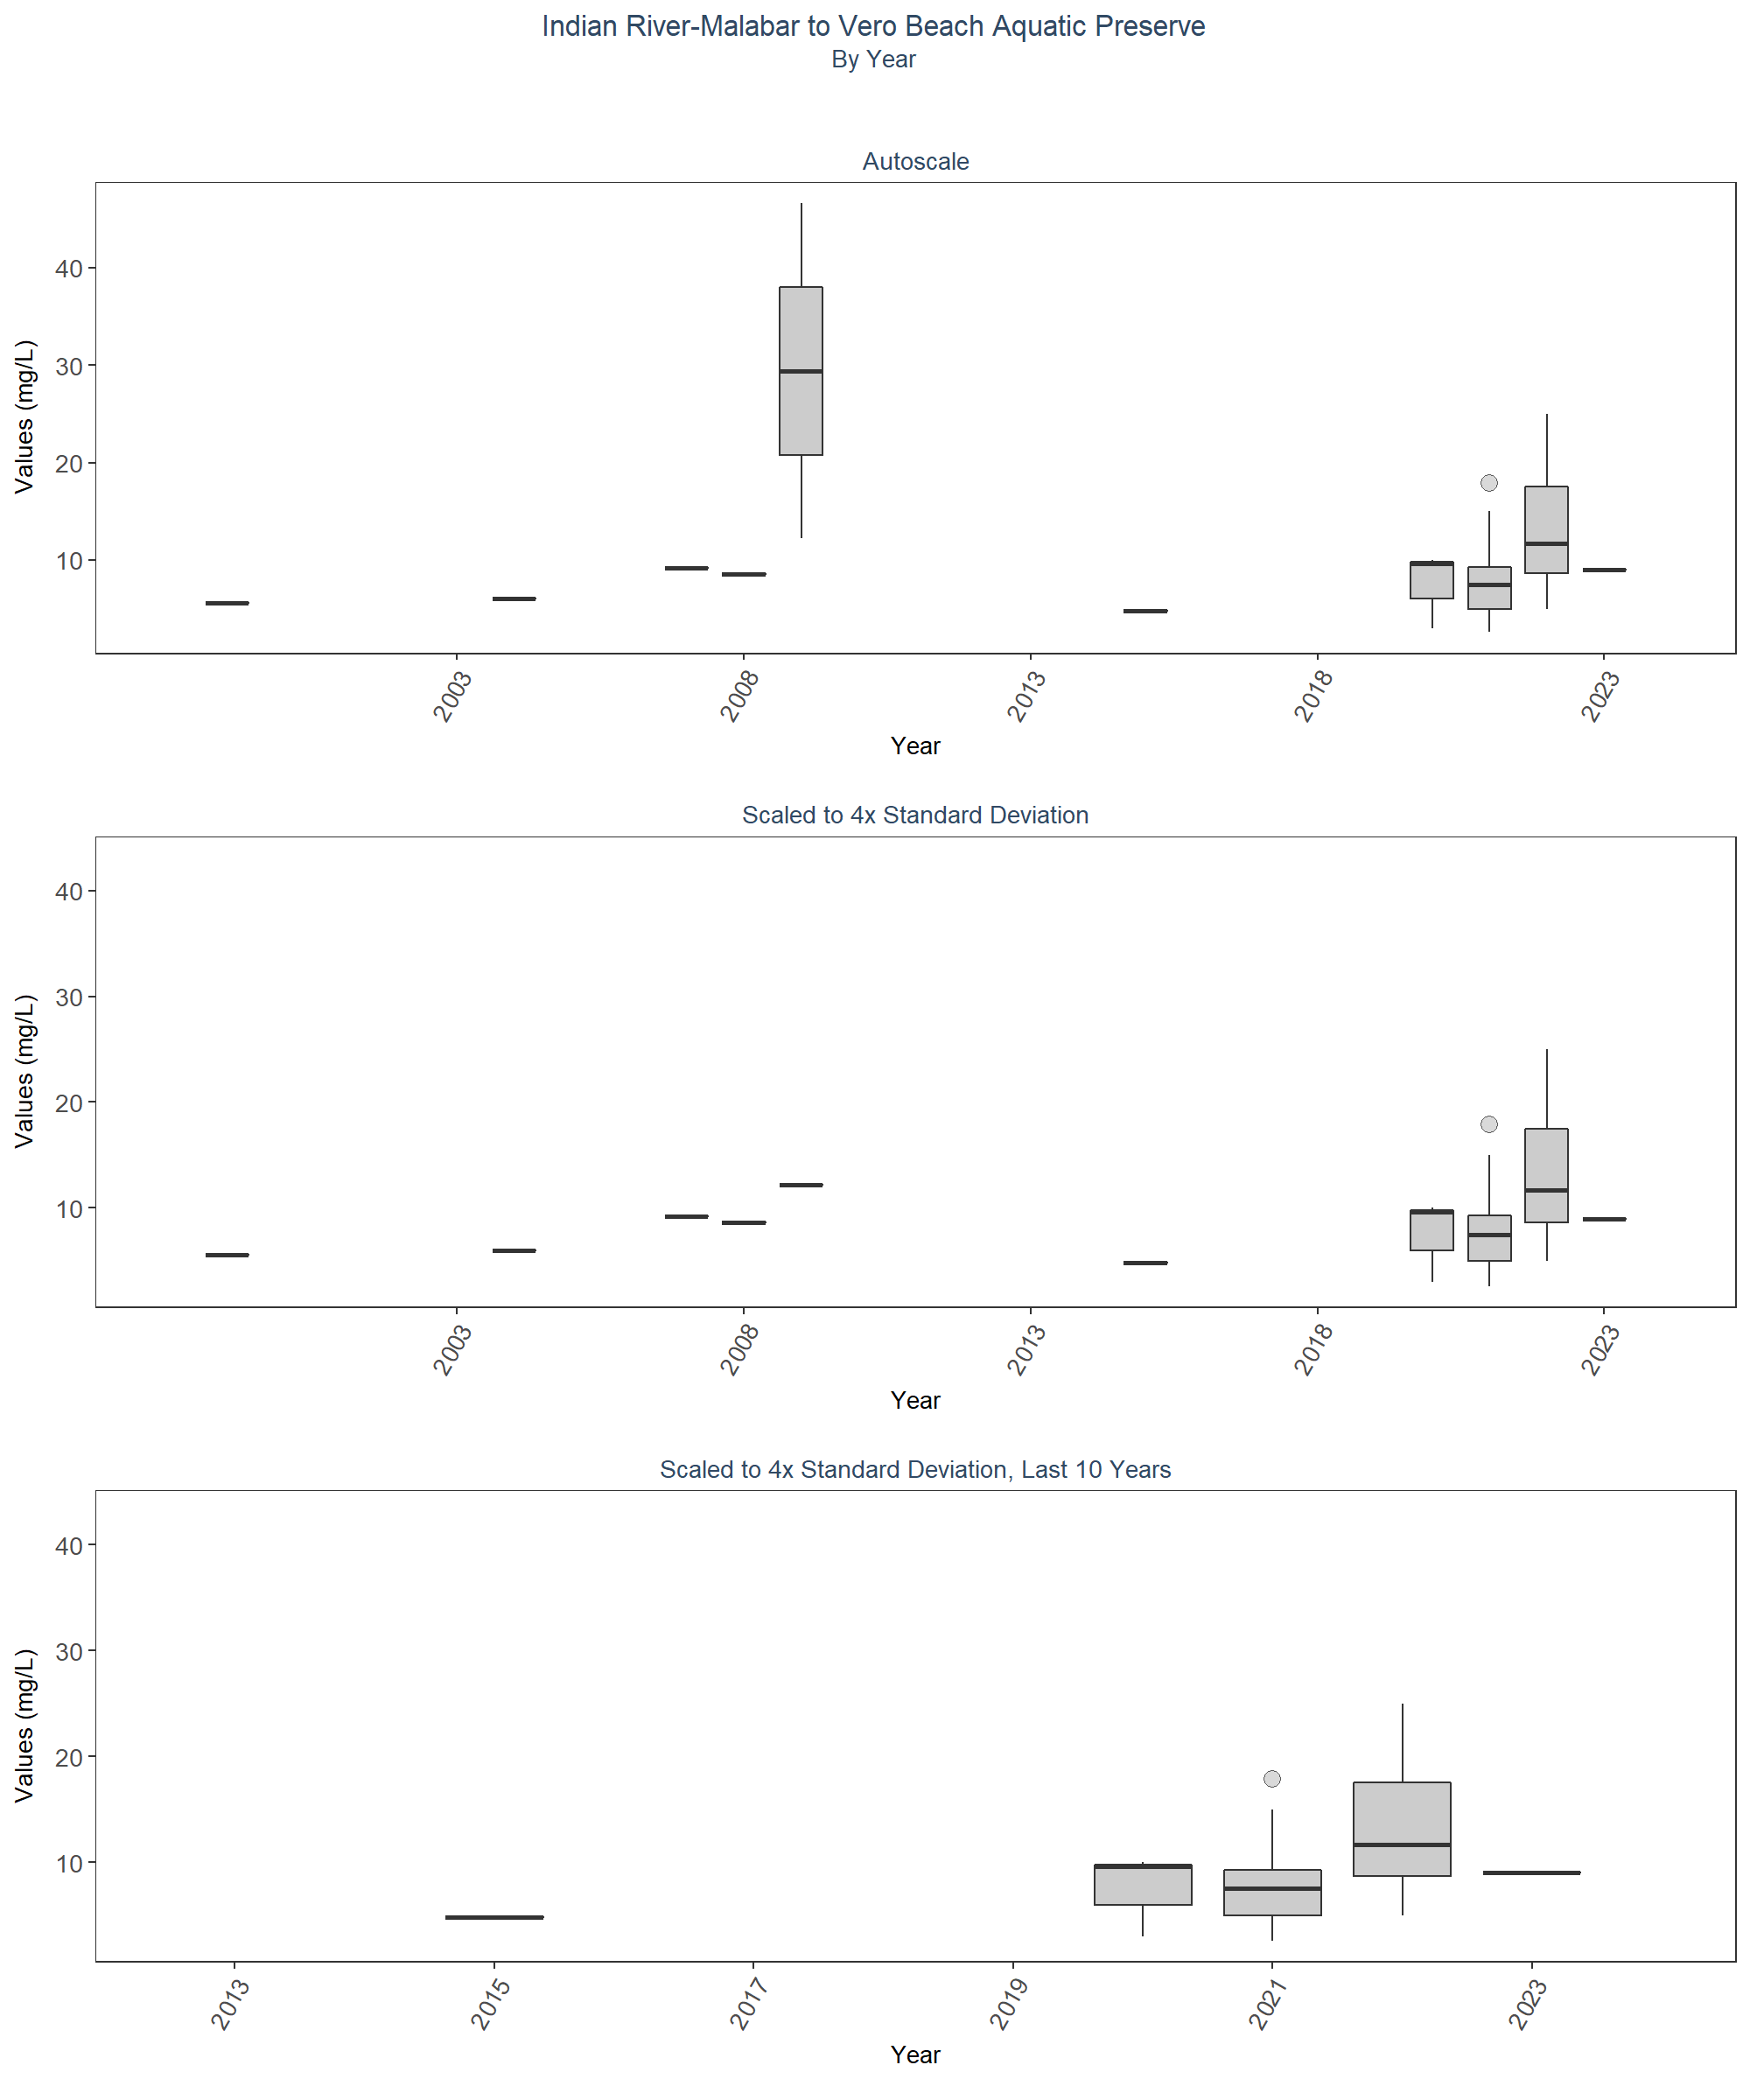 Indian River-Malabar to Vero Beach Aquatic Preserve
By Year
Autoscale
Values (mg/L)
40
30
20
10
2003
2008
2013
2018
2023
Year
Scaled to 4x Standard Deviation
Values (mg/L)
40
30
20
10
2003
2008
2013
2018
2023
Year
Scaled to 4x Standard Deviation, Last 10 Years
Values (mg/L)
40
30
20
10
2013
2015
2017
2019
2021
2023
Year